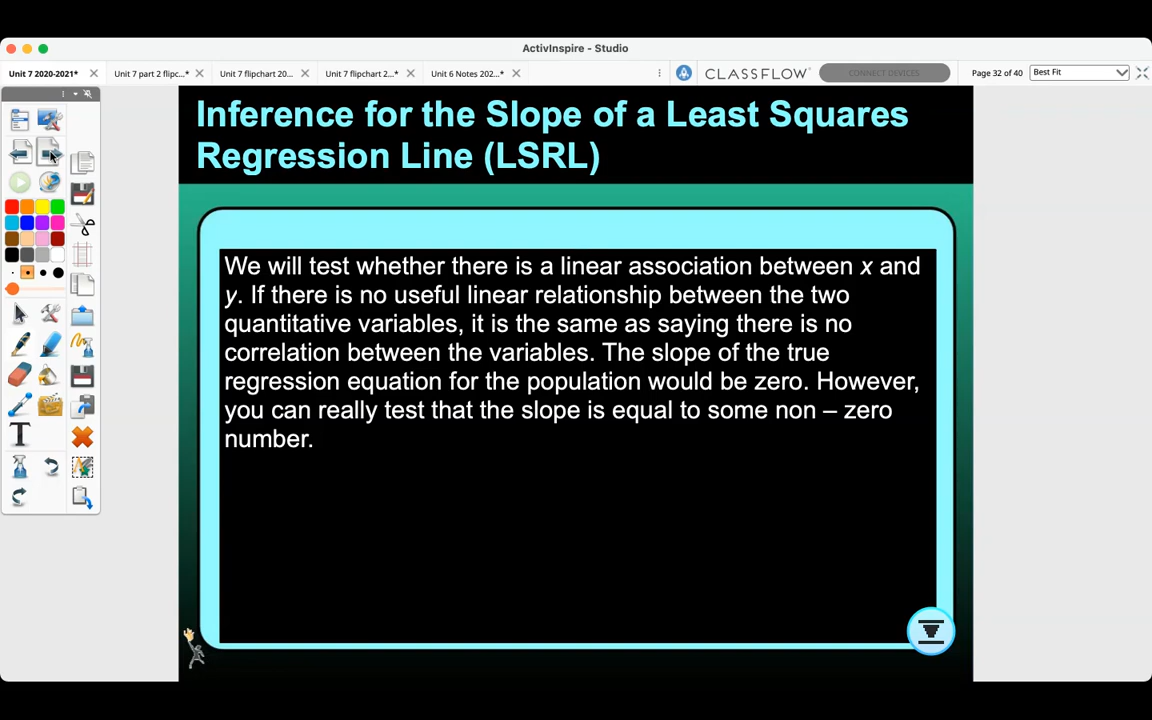 ActivInspire - Studio
Unit 7 2020-2021*
Unit 7 part 2 flipc...*
Unit 7 flipchart 20...
Unit 7 flipchart 2...*
Unit 6 Notes 202...*
CLASSFLOW
CONNECT DEVICES
Page 32 of 40
Best Fit
Inference for the Slope of a Least Squares
Regression Line (LSRL)
We will test whether there is a linear association between x and
y. If there is no useful linear relationship between the two
quantitative variables, it is the same as saying there is no
correlation between the variables. The slope of the true
regression equation for the population would be zero. However,
you can really test that the slope is equal to some non – zero
number.
T